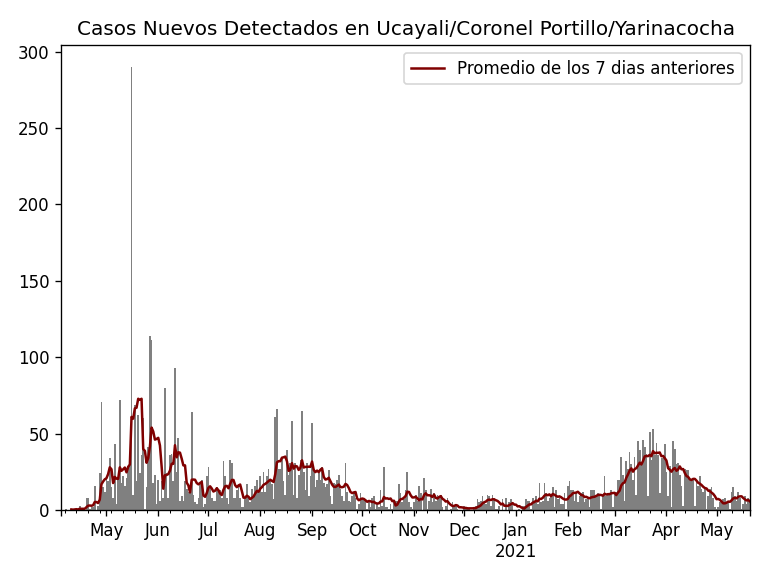 Casos Nuevos Detectados en Ucayali/Coronel Portillo/Yarinacocha
Promedio de los 7 dias anteriores
300
250
200
150
100
50
0
May Jun Jul Aug Sep Oct Nov Dec Jan Feb Mar Apr May
2021